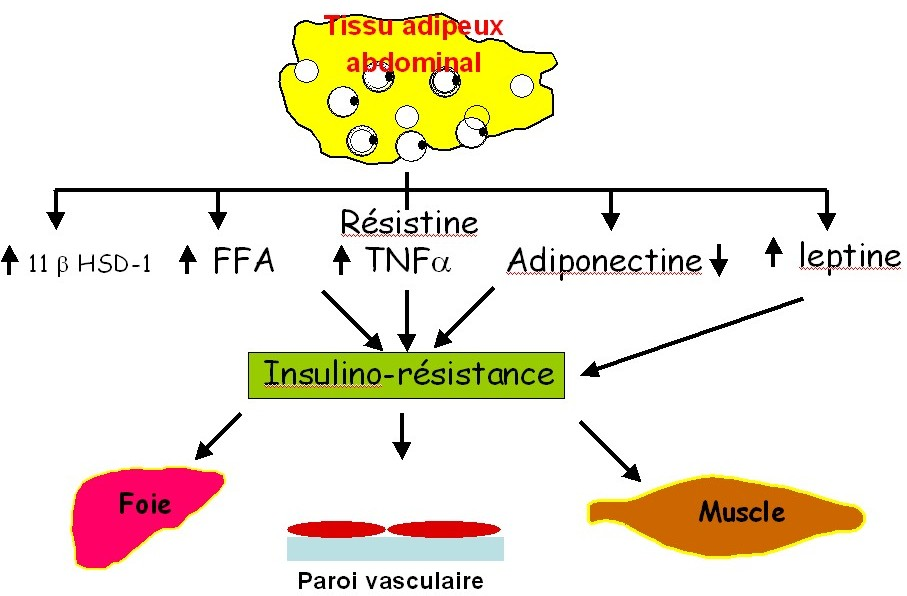 Tissu adipeux
abdominal
Résistine
↑ 11 β HSD-1 ↑ FFA ↑ TNFα Adiponectine ↓ ↑ leptine
Insulino-résistance
Foie
Muscle
Paroi vasculaire